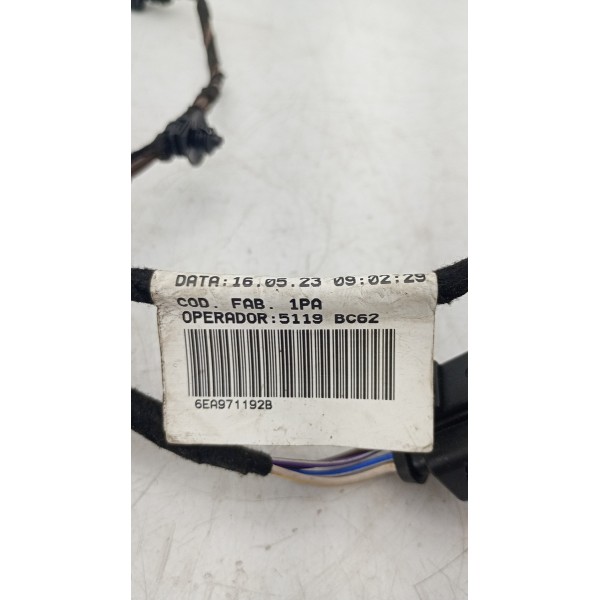 DATA:16.05.23 09:02:29
COD. FAB. 1PA
OPERADOR:5119 BC62
6EA971192B